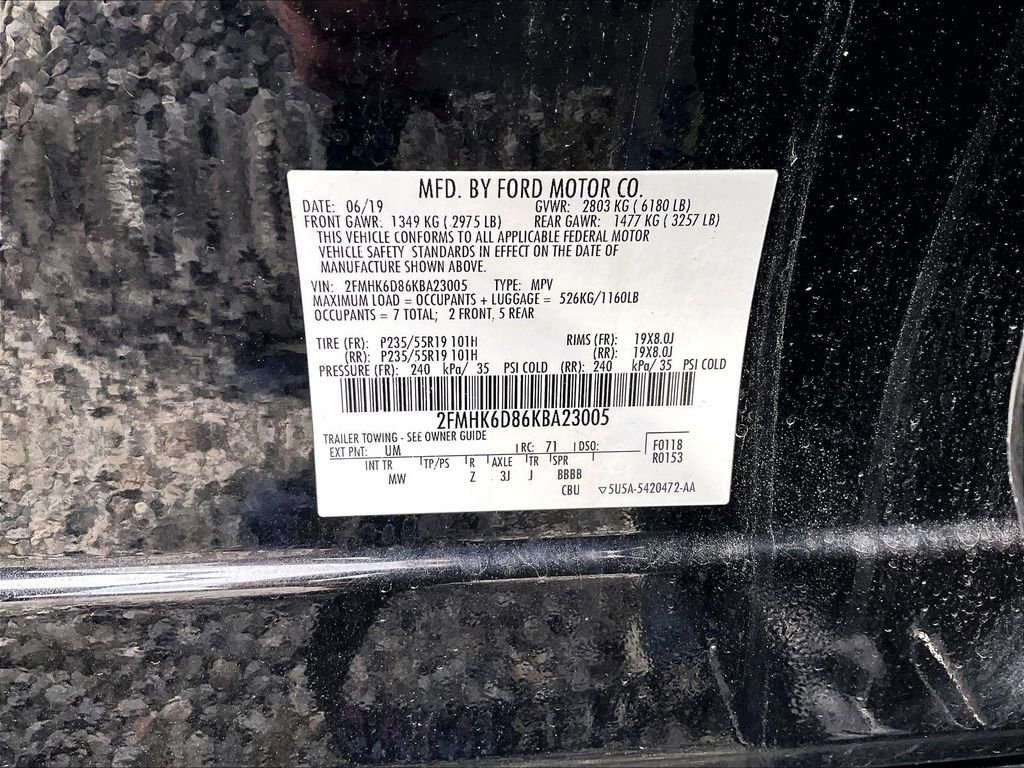 MFD. BY FORD MOTOR CO.
DATE: 06/19 GVWR: 2803 KG ( 6180 LB)
FRONT GAWR: 1349 KG ( 2975 LB) REAR GAWR: 1477 KG ( 3257 LB)
THIS VEHICLE CONFORMS TO ALL APPLICABLE FEDERAL MOTOR
VEHICLE SAFETY STANDARDS IN EFFECT ON THE DATE OF
MANUFACTURE SHOWN ABOVE.
VIN: 2FMHK6D86KBA23005 TYPE: MPV
MAXIMUM LOAD = OCCUPANTS + LUGGAGE = 526KG/1160LB
OCCUPANTS = 7 TOTAL; 2 FRONT, 5 REAR
TIRE (FR): P235/55R19 101H RIMS (FR): 19X8.0J
(RR): P235/55R19 101H (RR): 19X8.0J
PRESSURE (FR): 240 kPa/ 35 PSI COLD (RR): 240 kPa/ 35 PSI COLD
2FMHK6D86KBA23005
TRAILER TOWING - SEE OWNER GUIDE
EXT PNT: UM RC: 71 DSO: F0118
R0153
INT TR TP/PS R AXLE TR SPR
MW Z 3J J BBBB
CBU ▽5U5A-5420472-AA